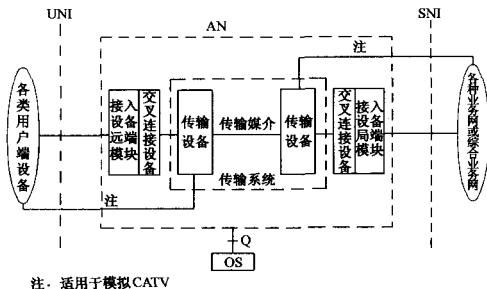 UNI
AN
SNI
注
各类用户端设备
接入设备远端模块
交叉连接设备
传输设备
传输媒介
传输设备
传输系统
交叉连接设备
接入设备局端模块
各种业务网或综合业务网
注
Q
OS
注：适用于模拟CATV